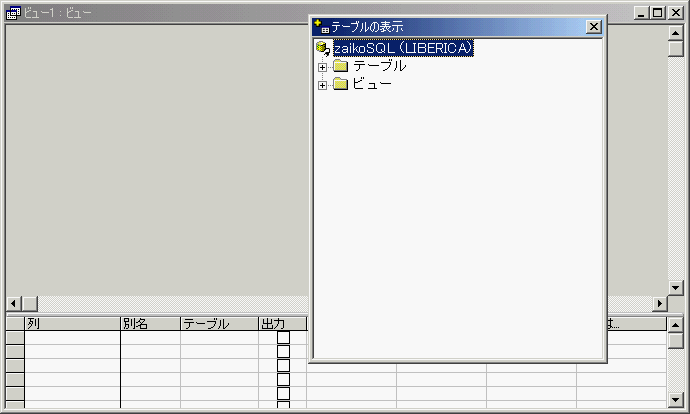 ビュー1 : ビュー
テーブルの表示
zaikoSQL (LIBERICA)
テーブル
ビュー
列 別名 テーブル 出力 は...